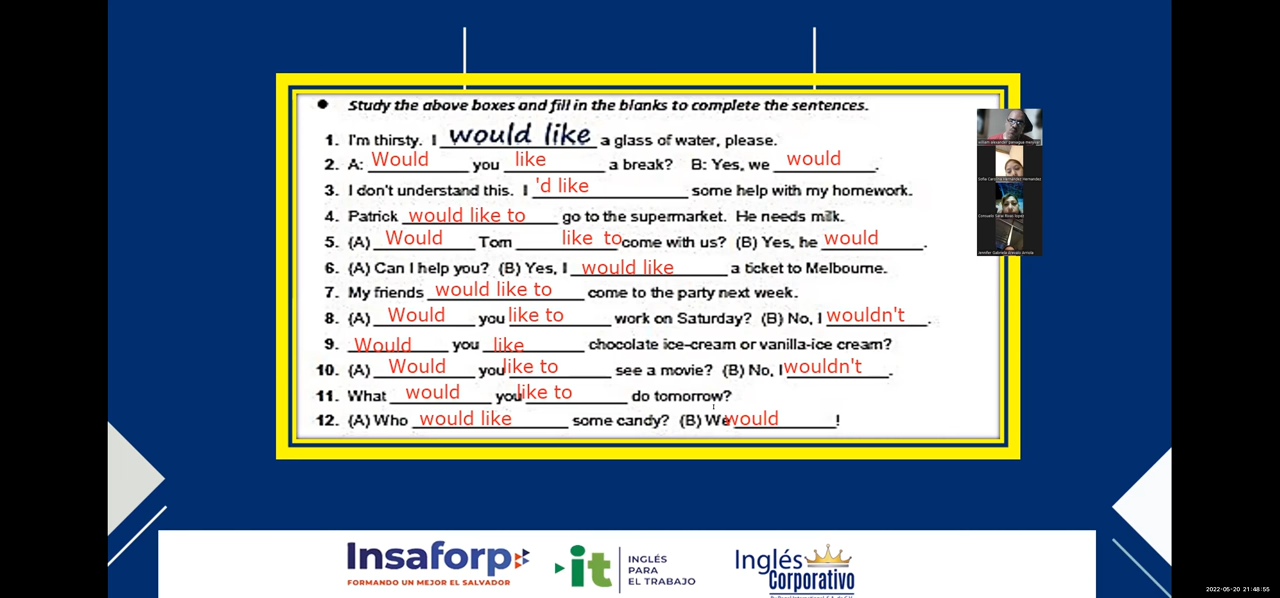 ● Study the above boxes and fill in the blanks to complete the sentences.
1. I'm thirsty. I would like a glass of water, please.
2. A: Would you like a break? B: Yes, we would.
3. I don't understand this. I 'd like some help with my homework.
4. Patrick would like to go to the supermarket. He needs milk.
5. (A) Would Tom like to come with us? (B) Yes, he would.
6. (A) Can I help you? (B) Yes, I would like a ticket to Melbourne.
7. My friends would like to come to the party next week.
8. (A) Would you like to work on Saturday? (B) No, I wouldn't.
9. Would you like chocolate ice-cream or vanilla-ice cream?
10. (A) Would you like to see a movie? (B) No, I wouldn't.
11. What would you like to do tomorrow?
12. (A) Who would like some candy? (B) We would!
Insaforp
FORMANDO UN MEJOR EL SALVADOR
it
INGLÉS
PARA
EL TRABAJO
Inglés
Corporativo
2022-05-20 21:48:55